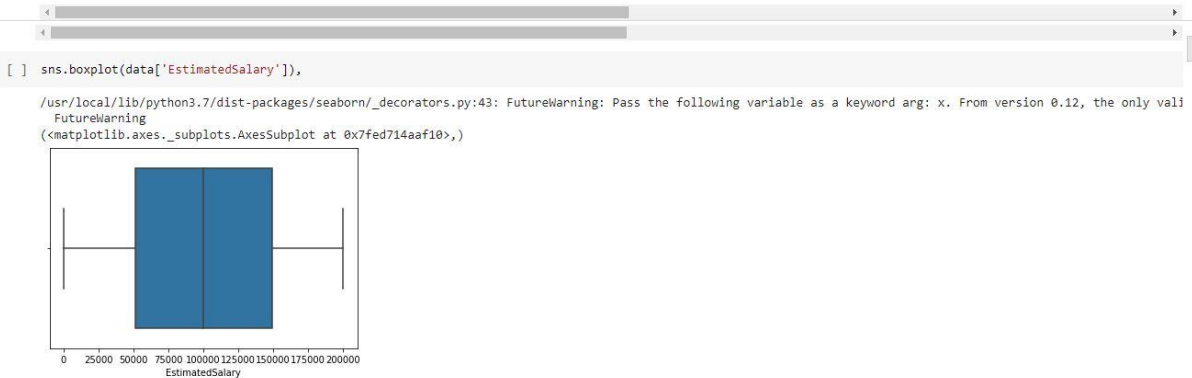 [ ] sns.boxplot(data['EstimatedSalary']),
/usr/local/lib/python3.7/dist-packages/seaborn/_decorators.py:43: FutureWarning: Pass the following variable as a keyword arg: x. From version 0.12, the only vali
FutureWarning
(<matplotlib.axes._subplots.AxesSubplot at 0x7fed714aaf10>,)
0 25000 50000 75000 100000 125000 150000 175000 200000
EstimatedSalary